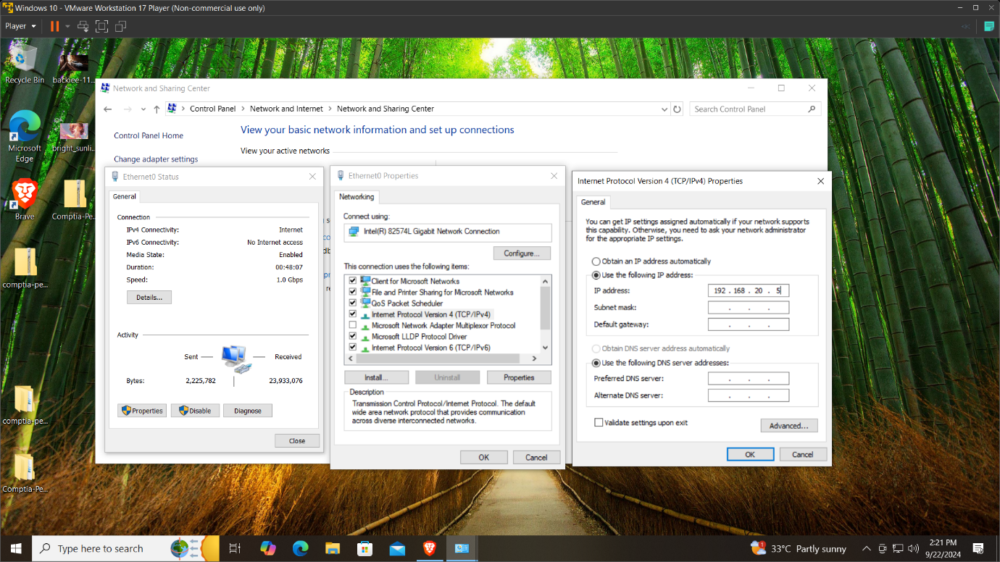 Windows 10 - VMware Workstation 17 Player (Non-commercial use only)
Player
Recycle Bin
backiee-11...
Microsoft Edge
bright_sunli...
Brave
Comptia-Pe...
comptia-pe...
comptia-pe...
Comptia-Pe...
Network and Sharing Center
Control Panel > Network and Internet > Network and Sharing Center
Search Control Panel
Control Panel Home
Change adapter settings
View your basic network information and set up connections
View your active networks
Ethernet0 Status
General
Connection
IPv4 Connectivity: Internet
IPv6 Connectivity: No Internet access
Media State: Enabled
Duration: 00:48:07
Speed: 1.0 Gbps
Details...
Activity
Sent — — Received
Bytes: 2,225,782 | 23,933,076
Properties
Disable
Diagnose
Close
Ethernet0 Properties
Networking
Connect using:
Intel(R) 82574L Gigabit Network Connection
Configure...
This connection uses the following items:
Client for Microsoft Networks
File and Printer Sharing for Microsoft Networks
QoS Packet Scheduler
Internet Protocol Version 4 (TCP/IPv4)
Microsoft Network Adapter Multiplexor Protocol
Microsoft LLDP Protocol Driver
Internet Protocol Version 6 (TCP/IPv6)
Install...
Uninstall
Properties
Description
Transmission Control Protocol/Internet Protocol. The default
wide area network protocol that provides communication
across diverse interconnected networks.
OK
Cancel
Internet Protocol Version 4 (TCP/IPv4) Properties
General
You can get IP settings assigned automatically if your network supports
this capability. Otherwise, you need to ask your network administrator
for the appropriate IP settings.
Obtain an IP address automatically
Use the following IP address:
IP address: 192 . 168 . 20 . 5
Subnet mask: . . .
Default gateway: . . .
Obtain DNS server address automatically
Use the following DNS server addresses:
Preferred DNS server: . . .
Alternate DNS server: . . .
Validate settings upon exit
Advanced...
OK
Cancel
Type here to search
1
33°C Partly sunny
2:21 PM
9/22/2024